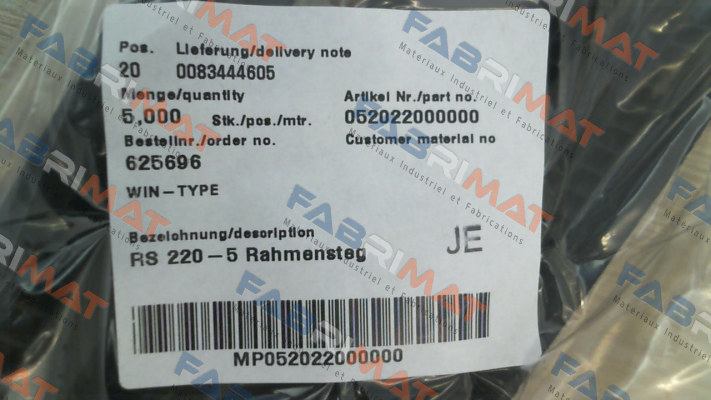 Pos. Lieferung/delivery note
20 0083444605
Menge/quantity Artikel Nr./part no.
5,000 Stk./pos./mtr. 052022000000
Bestellnr./order no. Customer material no
625696
WIN-TYPE
Bezeichnung/description
RS 220-5 Rahmensteg JE
MP052022000000
FABRIMAT
Materiaux Industriel et Fabrications